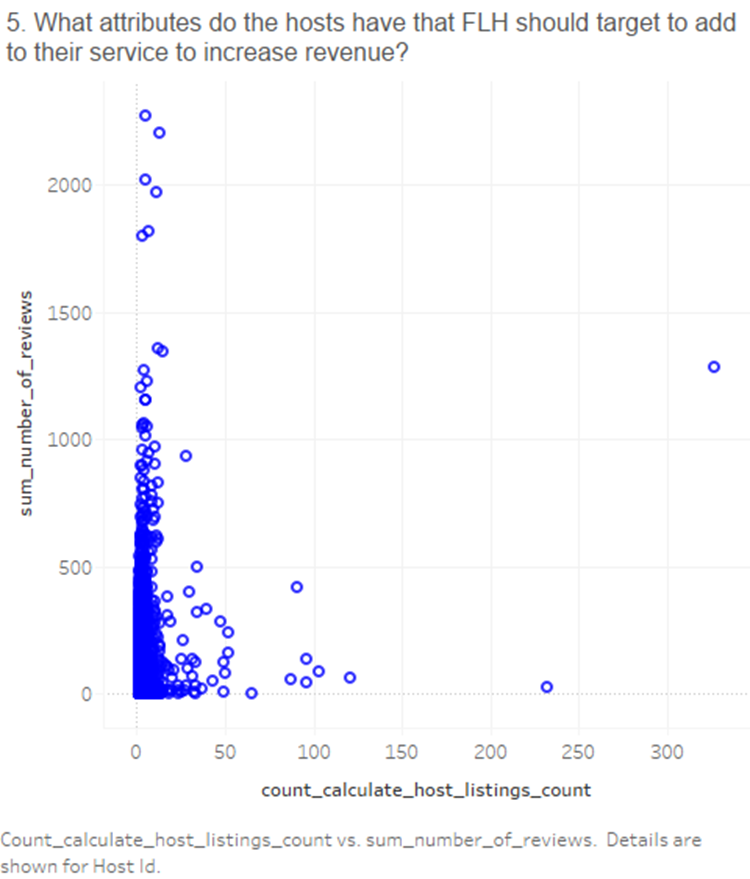 5. What attributes do the hosts have that FLH should target to add
to their service to increase revenue?
2000
1500
1000
500
0
sum_number_of_reviews
0 50 100 150 200 250 300
count_calculate_host_listings_count
Count_calculate_host_listings_count vs. sum_number_of_reviews. Details are
shown for Host Id.